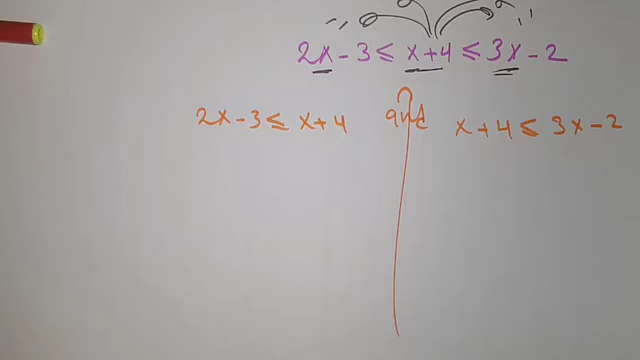 2x - 3 ≤ x + 4 ≤ 3x - 2
2x - 3 ≤ x + 4 and x + 4 ≤ 3x - 2